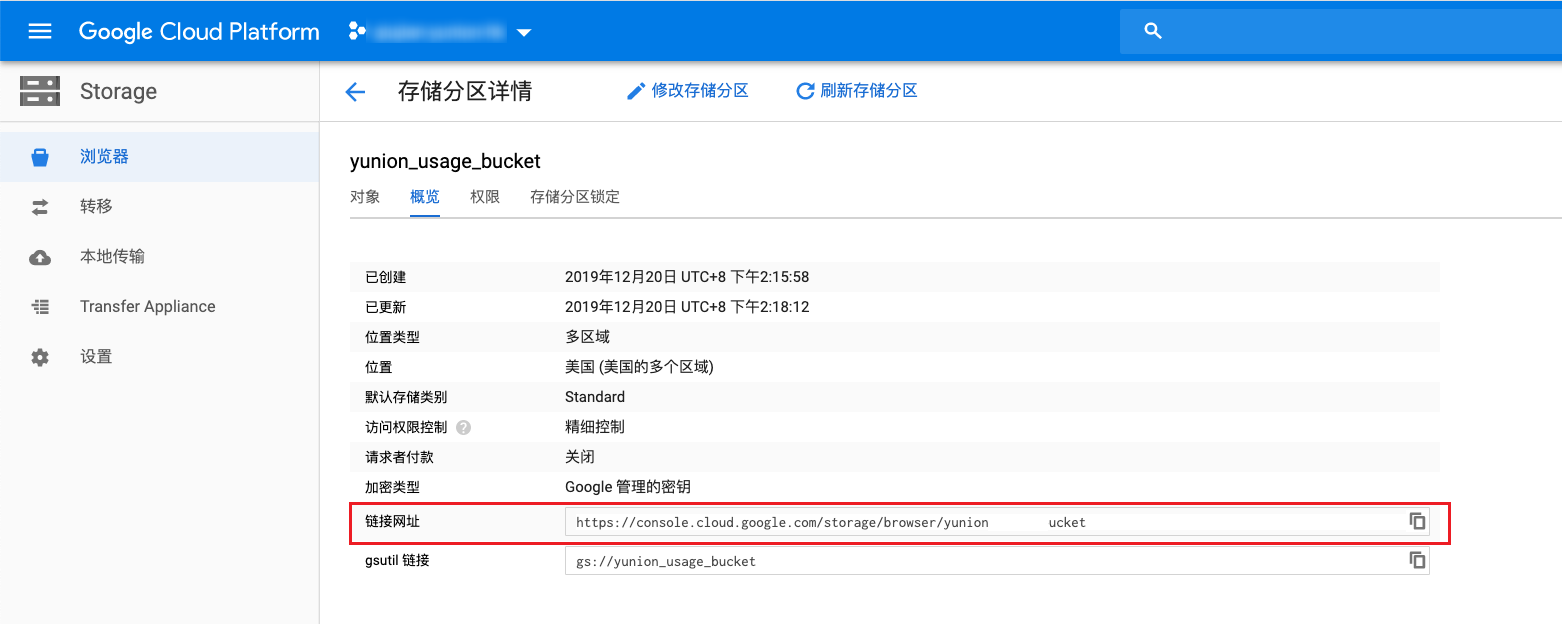 Google Cloud Platform
Storage
存储分区详情 修改存储分区 刷新存储分区
浏览器
转移
本地传输
Transfer Appliance
设置
yunion_usage_bucket
对象 概览 权限 存储分区锁定
已创建 2019年12月20日 UTC+8 下午2:15:58
已更新 2019年12月20日 UTC+8 下午2:18:12
位置类型 多区域
位置 美国 (美国的多个区域)
默认存储类别 Standard
访问权限控制 ? 精细控制
请求者付款 关闭
加密类型 Google 管理的密钥
链接网址 https://console.cloud.google.com/storage/browser/yunion ucket
gsutil 链接 gs://yunion_usage_bucket